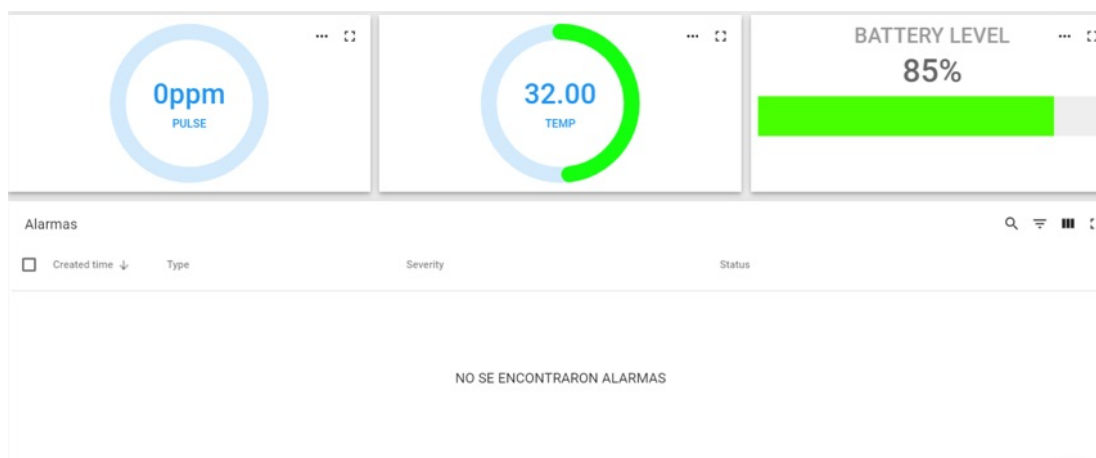 0ppm
PULSE
32.00
TEMP
BATTERY LEVEL
85%
Alarmas
Created time Type Severity Status
NO SE ENCONTRARON ALARMAS